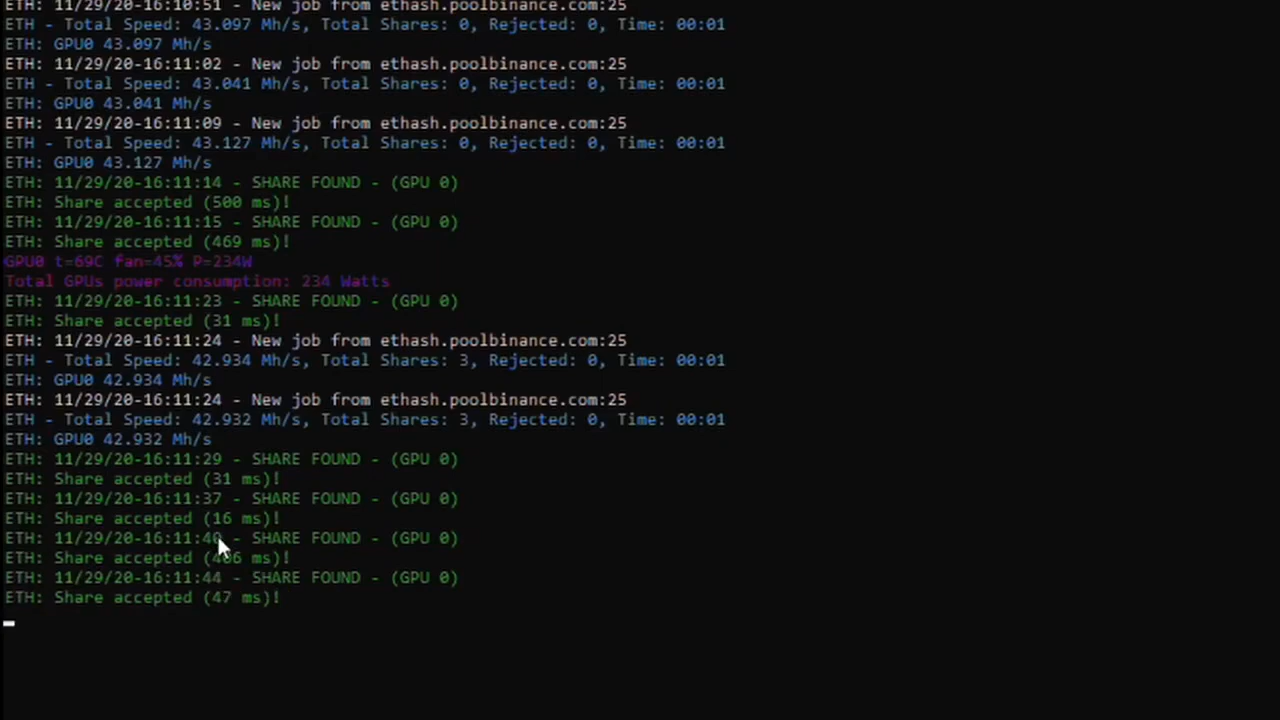 ETH: 11/29/20-16:10:51 - New job from ethash.poolbinance.com:25
ETH - Total Speed: 43.097 Mh/s, Total Shares: 0, Rejected: 0, Time: 00:01
ETH: GPU0 43.097 Mh/s
ETH: 11/29/20-16:11:02 - New job from ethash.poolbinance.com:25
ETH - Total Speed: 43.041 Mh/s, Total Shares: 0, Rejected: 0, Time: 00:01
ETH: GPU0 43.041 Mh/s
ETH: 11/29/20-16:11:09 - New job from ethash.poolbinance.com:25
ETH - Total Speed: 43.127 Mh/s, Total Shares: 0, Rejected: 0, Time: 00:01
ETH: GPU0 43.127 Mh/s
ETH: 11/29/20-16:11:14 - SHARE FOUND - (GPU 0)
ETH: Share accepted (500 ms)!
ETH: 11/29/20-16:11:15 - SHARE FOUND - (GPU 0)
ETH: Share accepted (469 ms)!
GPU0 t=69C fan=45% P=234W
Total GPUs power consumption: 234 Watts
ETH: 11/29/20-16:11:23 - SHARE FOUND - (GPU 0)
ETH: Share accepted (31 ms)!
ETH: 11/29/20-16:11:24 - New job from ethash.poolbinance.com:25
ETH - Total Speed: 42.934 Mh/s, Total Shares: 3, Rejected: 0, Time: 00:01
ETH: GPU0 42.934 Mh/s
ETH: 11/29/20-16:11:24 - New job from ethash.poolbinance.com:25
ETH - Total Speed: 42.932 Mh/s, Total Shares: 3, Rejected: 0, Time: 00:01
ETH: GPU0 42.932 Mh/s
ETH: 11/29/20-16:11:29 - SHARE FOUND - (GPU 0)
ETH: Share accepted (31 ms)!
ETH: 11/29/20-16:11:37 - SHARE FOUND - (GPU 0)
ETH: Share accepted (16 ms)!
ETH: - SHARE FOUND - (GPU 0)
ETH: Share accepted ms)!
ETH: 11/29/20-16:11:44 - SHARE FOUND - (GPU 0)
ETH: Share accepted (47 ms)!